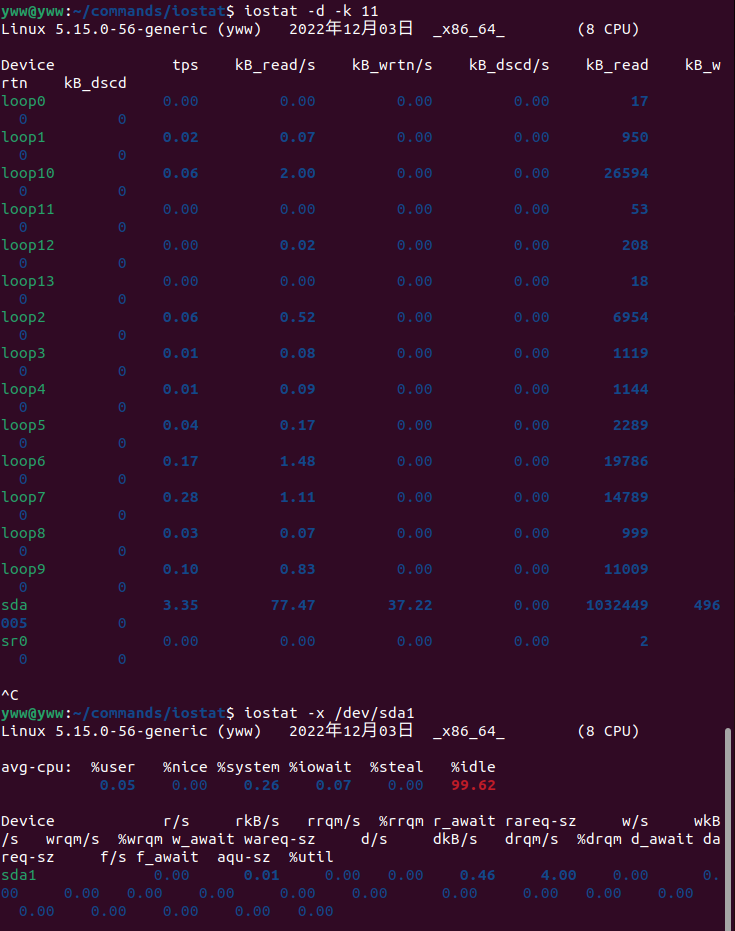 yww@yww:~/commands/iostat$ iostat -d -k 11
Linux 5.15.0-56-generic (yww)   2022年12月03日  _x86_64_        (8 CPU)
Device             tps    kB_read/s    kB_wrtn/s    kB_dscd/s    kB_read    kB_w
rtn    kB_dscd
loop0             0.00         0.00         0.00         0.00         17
  0          0
loop1             0.02         0.07         0.00         0.00        950
  0          0
loop10            0.06         2.00         0.00         0.00      26594
  0          0
loop11            0.00         0.00         0.00         0.00         53
  0          0
loop12            0.00         0.02         0.00         0.00        208
  0          0
loop13            0.00         0.00         0.00         0.00         18
  0          0
loop2             0.06         0.52         0.00         0.00       6954
  0          0
loop3             0.01         0.08         0.00         0.00       1119
  0          0
loop4             0.01         0.09         0.00         0.00       1144
  0          0
loop5             0.04         0.17         0.00         0.00       2289
  0          0
loop6             0.17         1.48         0.00         0.00      19786
  0          0
loop7             0.28         1.11         0.00         0.00      14789
  0          0
loop8             0.03         0.07         0.00         0.00        999
  0          0
loop9             0.10         0.83         0.00         0.00      11009
  0          0
sda               3.35        77.47        37.22         0.00    1032449     496
005          0
sr0               0.00         0.00         0.00         0.00          2
  0          0
^C
yww@yww:~/commands/iostat$ iostat -x /dev/sda1
Linux 5.15.0-56-generic (yww)   2022年12月03日  _x86_64_        (8 CPU)
avg-cpu:  %user   %nice %system %iowait  %steal   %idle
           0.05    0.00    0.26    0.07    0.00   99.62
Device            r/s     rkB/s   rrqm/s  %rrqm r_await rareq-sz     w/s     wkB
/s   wrqm/s  %wrqm w_await wareq-sz     d/s     dkB/s   drqm/s  %drqm d_await da
req-sz     f/s f_await  aqu-sz  %util
sda1             0.00      0.01     0.00   0.00    0.46     4.00    0.00      0.
00     0.00   0.00    0.00     0.00    0.00      0.00     0.00   0.00    0.00
  0.00    0.00    0.00    0.00   0.00